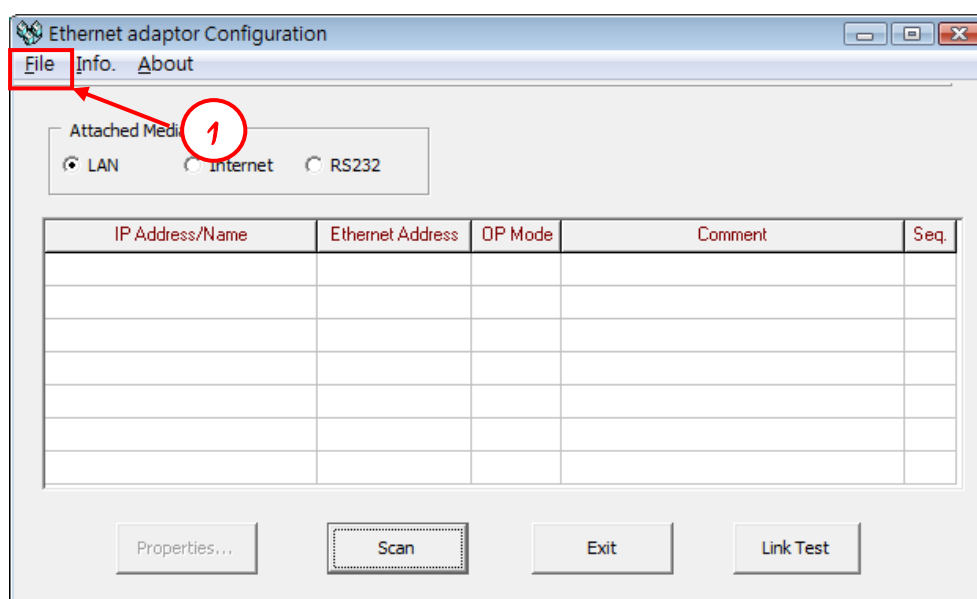 Ethernet adaptor Configuration
File Info. About
Attached Medi
1
LAN Internet RS232
IP Address/Name Ethernet Address OP Mode Comment Seq.
Properties... Scan Exit Link Test